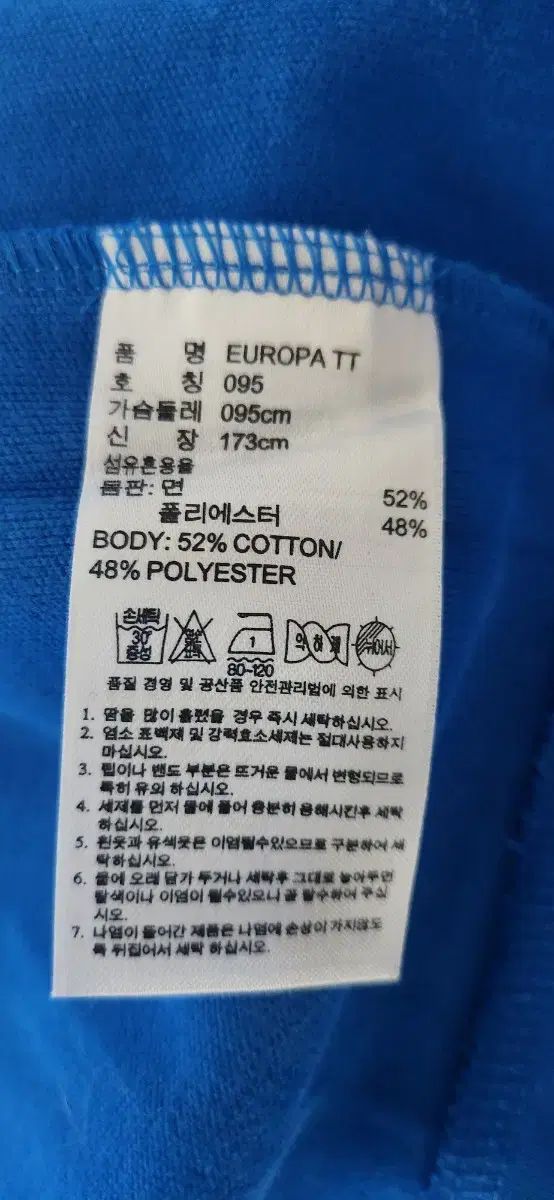 품 명 EUROPA TT
호 칭 095
가슴둘레 095cm
신 장 173cm
섬유혼용율
몸판: 면 52%
폴리에스터 48%
BODY: 52% COTTON/
48% POLYESTER
손세탁
30°
중성
1
80~120
약하게
뉘어서
품질 경영 및 공산품 안전관리법에 의한 표시
1. 땀을 많이 흘렸을 경우 즉시 세탁하십시오.
2. 염소 표백제 및 강력효소세제는 절대사용하지
마십시오.
3. 립이나 밴드 부분은 뜨거운 물에서 변형되므로
특히 유의 하십시오.
4. 세제를 먼저 물에 풀어 충분히 용해시킨후 세탁
하십시오.
5. 흰옷과 유색옷은 이염될수있으므로 구분하여 세
탁하십시오.
6. 물에 오래 담가 두거나 세탁후 그대로 놓아두면
탈색이나 이염이 될수있으니 꼭 탈수하여 주십
시오.
7. 나염이 들어간 제품은 나염에 손상이 가지않도
록 뒤집어서 세탁 하십시오.